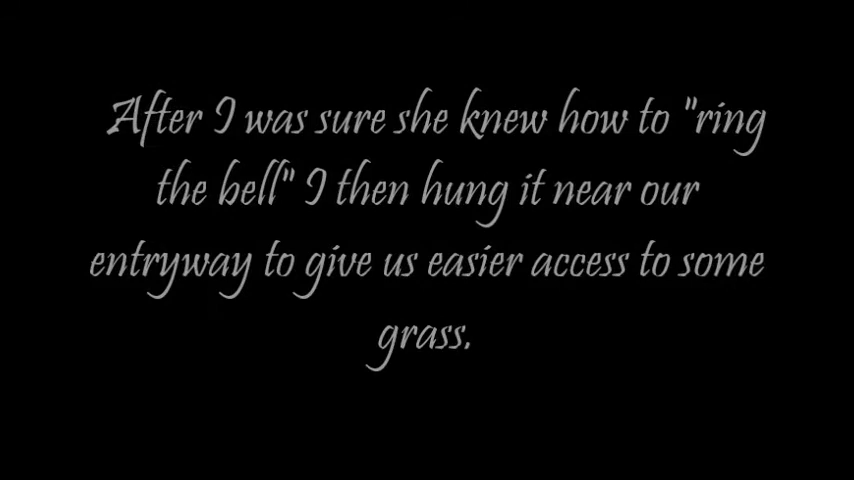 After I was sure she knew how to "ring
the bell" I then hung it near our
entryway to give us easier access to some
grass.